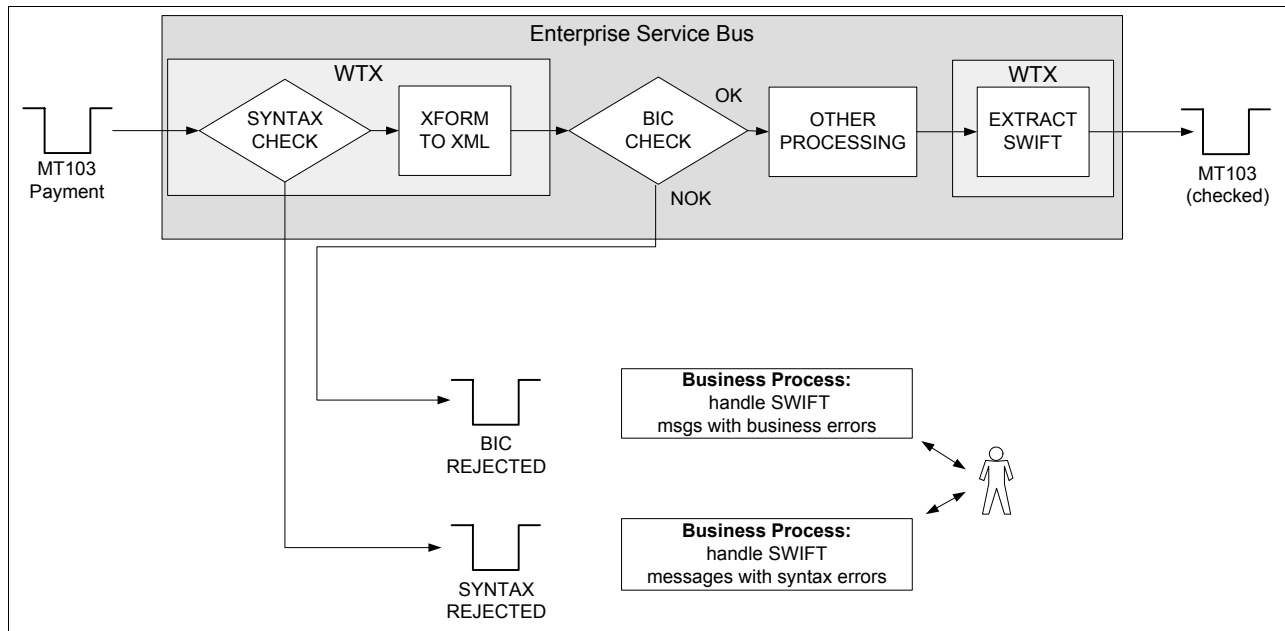 Enterprise Service Bus
WTX
WTX
MT103
Payment
SYNTAX
CHECK
XFORM
TO XML
BIC
CHECK
OK
NOK
OTHER
PROCESSING
EXTRACT
SWIFT
MT103
(checked)
BIC
REJECTED
Business Process:
handle SWIFT
msgs with business errors
SYNTAX
REJECTED
Business Process:
handle SWIFT
messages with syntax errors